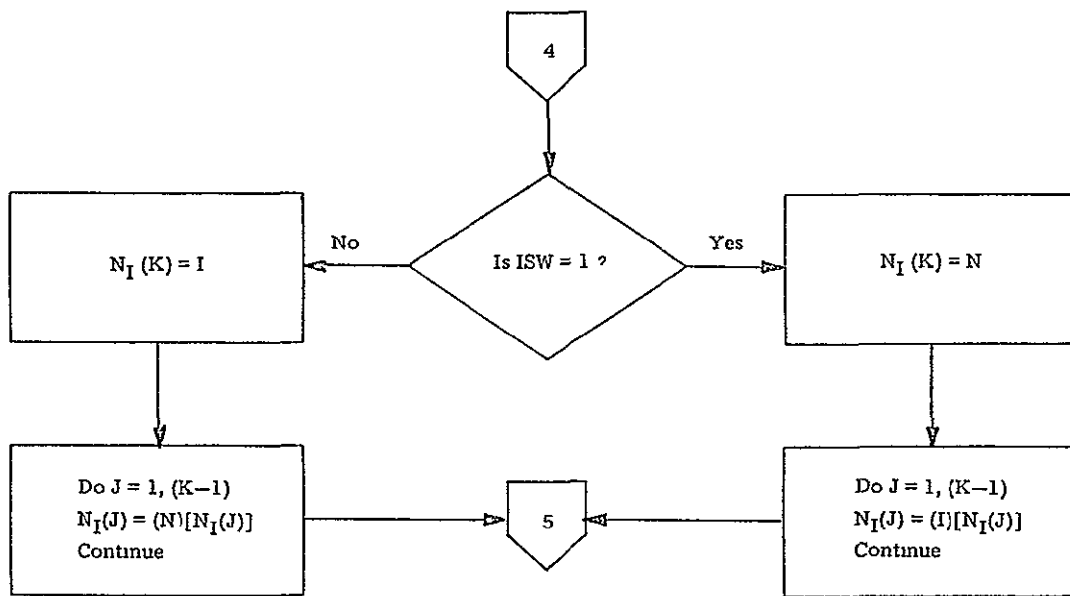 4
Is ISW = 1 ?
No
Yes
N_I (K) = I
N_I (K) = N
Do J = 1, (K–1)
N_I(J) = (N)[N_I(J)]
Continue
5
Do J = 1, (K–1)
N_I(J) = (I)[N_I(J)]
Continue